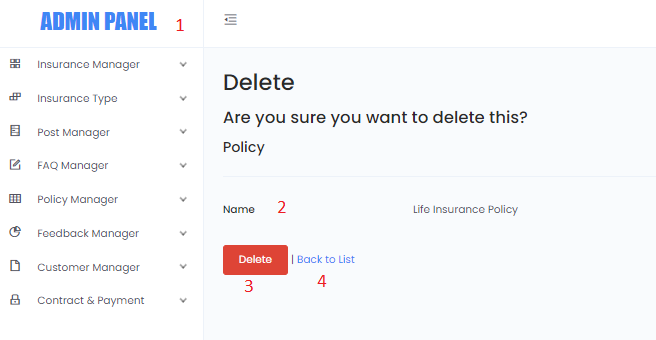 ADMIN PANEL 1
Insurance Manager
Insurance Type
Post Manager
FAQ Manager
Policy Manager
Feedback Manager
Customer Manager
Contract & Payment
Delete
Are you sure you want to delete this?
Policy
Name 2 Life Insurance Policy
Delete | Back to List
3 4